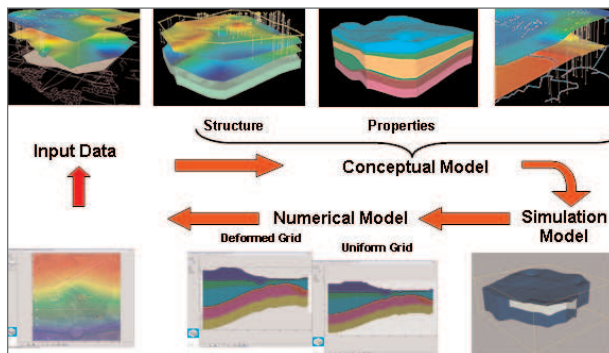 Structure
Properties
Input Data
Conceptual Model
Numerical Model
Simulation
Model
Deformed Grid
Uniform Grid